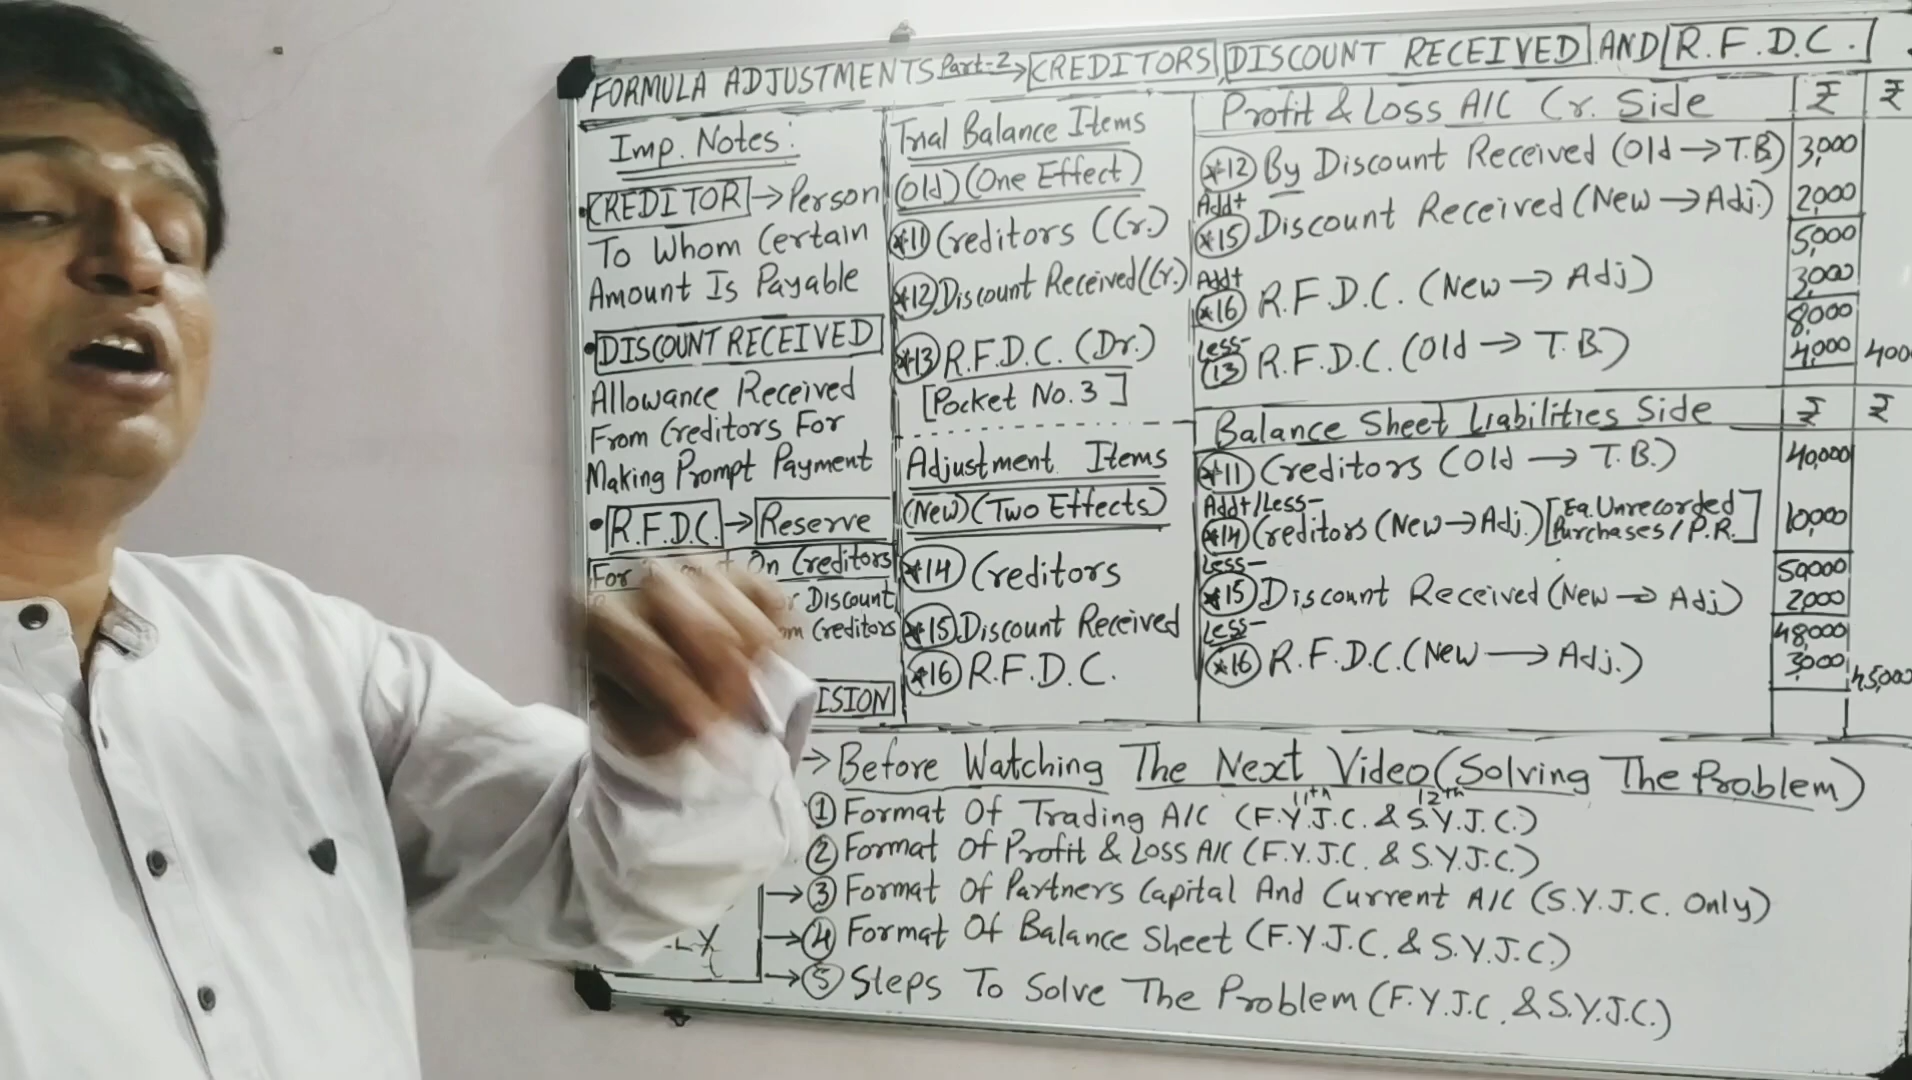 FORMULA ADJUSTMENTS Part-2 → CREDITORS, DISCOUNT RECEIVED AND R.F.D.C.
Imp. Notes:
• CREDITOR → Person
To Whom Certain
Amount Is Payable
• DISCOUNT RECEIVED
Allowance Received
From Creditors For
Making Prompt Payment
• R.F.D.C. → Reserve
For On Creditors
Discount
Creditors
Trial Balance Items
(Old) (One Effect)
*11 Creditors (Cr.)
*12 Discount Received (Cr.)
*13 R.F.D.C. (Dr.)
[Pocket No. 3]
Adjustment Items
(New) (Two Effects)
*14 Creditors
*15 Discount Received
*16 R.F.D.C.
Profit & Loss A/C Cr. Side ₹ ₹
*12 By Discount Received (Old → T.B) 3,000
Add+
*15 Discount Received (New → Adj.) 2,000
5,000
Add+
*16 R.F.D.C. (New → Adj) 3,000
8,000
Less-
13 R.F.D.C. (Old → T.B.) 4,000 400
Balance Sheet Liabilities Side ₹ ₹
*11 Creditors (Old → T.B.) 40,000
Add+/Less-
*14 Creditors (New → Adj.) [Eg. Unrecorded Purchases / P.R.] 10,000
50,000
Less-
*15 Discount Received (New → Adj) 2,000
48,000
Less-
*16 R.F.D.C. (New → Adj.) 3,000 45,000
→ Before Watching The Next Video (Solving The Problem)
11th 12th
① Format Of Trading A/C (F.Y.J.C. & S.Y.J.C.)
② Format Of Profit & Loss A/C (F.Y.J.C. & S.Y.J.C.)
→ ③ Format Of Partners Capital And Current A/C (S.Y.J.C. Only)
→ ④ Format Of Balance Sheet (F.Y.J.C. & S.Y.J.C.)
→ ⑤ Steps To Solve The Problem (F.Y.J.C. & S.Y.J.C.)